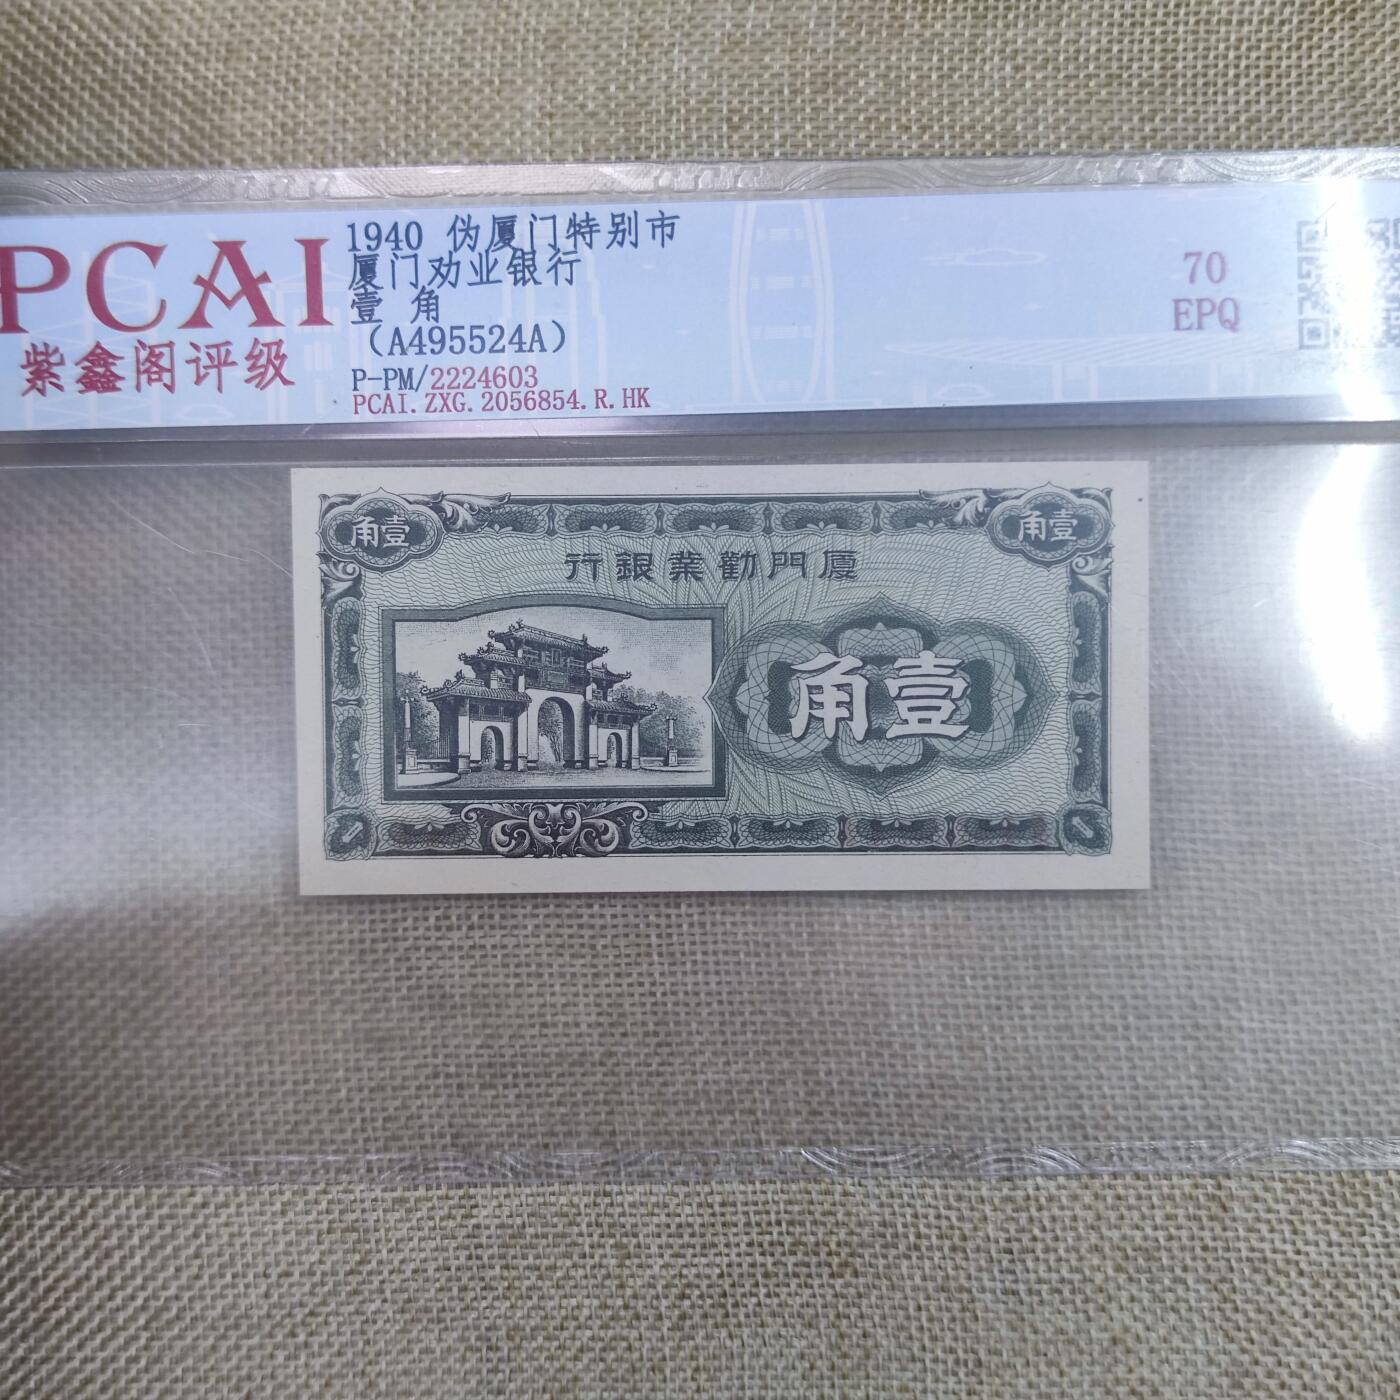 PCAI
紫鑫阁评级
1940 伪厦门特别市
厦门劝业银行
壹 角
(A495524A)
P-PM/2224603
PCAI.ZXG.2056854.R.HK
70
EPQ
角壹
角壹
行銀業勸門廈
角壹
1
1